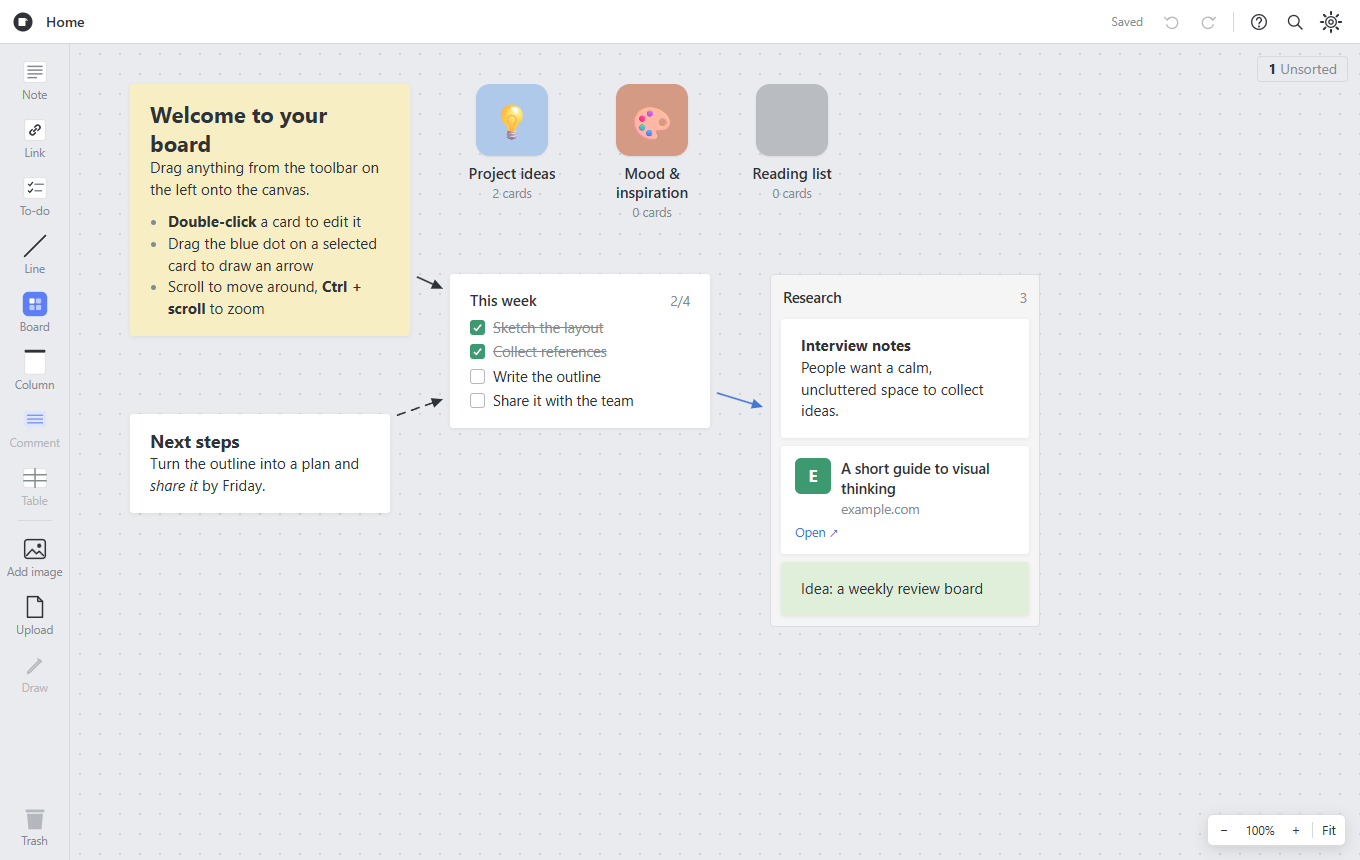 Home
Saved
1 Unsorted
Note
Link
To-do
Line
Board
Column
Comment
Table
Add image
Upload
Draw
Trash
Welcome to your
board
Drag anything from the toolbar on
the left onto the canvas.
• Double-click a card to edit it
• Drag the blue dot on a selected
card to draw an arrow
• Scroll to move around, Ctrl +
scroll to zoom
Project ideas
2 cards
Mood &
inspiration
0 cards
Reading list
0 cards
This week 2/4
Sketch the layout
Collect references
Write the outline
Share it with the team
Next steps
Turn the outline into a plan and
share it by Friday.
Research 3
Interview notes
People want a calm,
uncluttered space to collect
ideas.
E
A short guide to visual
thinking
example.com
Open ↗
Idea: a weekly review board
− 100% + Fit